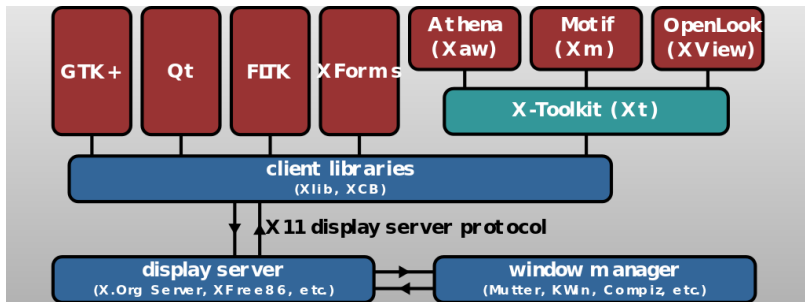 GTK+
Qt
FLTK
XForms
Athena
(Xaw)
Motif
(Xm)
OpenLook
(XView)
X-Toolkit (Xt)
client libraries
(Xlib, XCB)
X11 display server protocol
display server
(X.Org Server, XFree86, etc.)
window manager
(Mutter, KWin, Compiz, etc.)